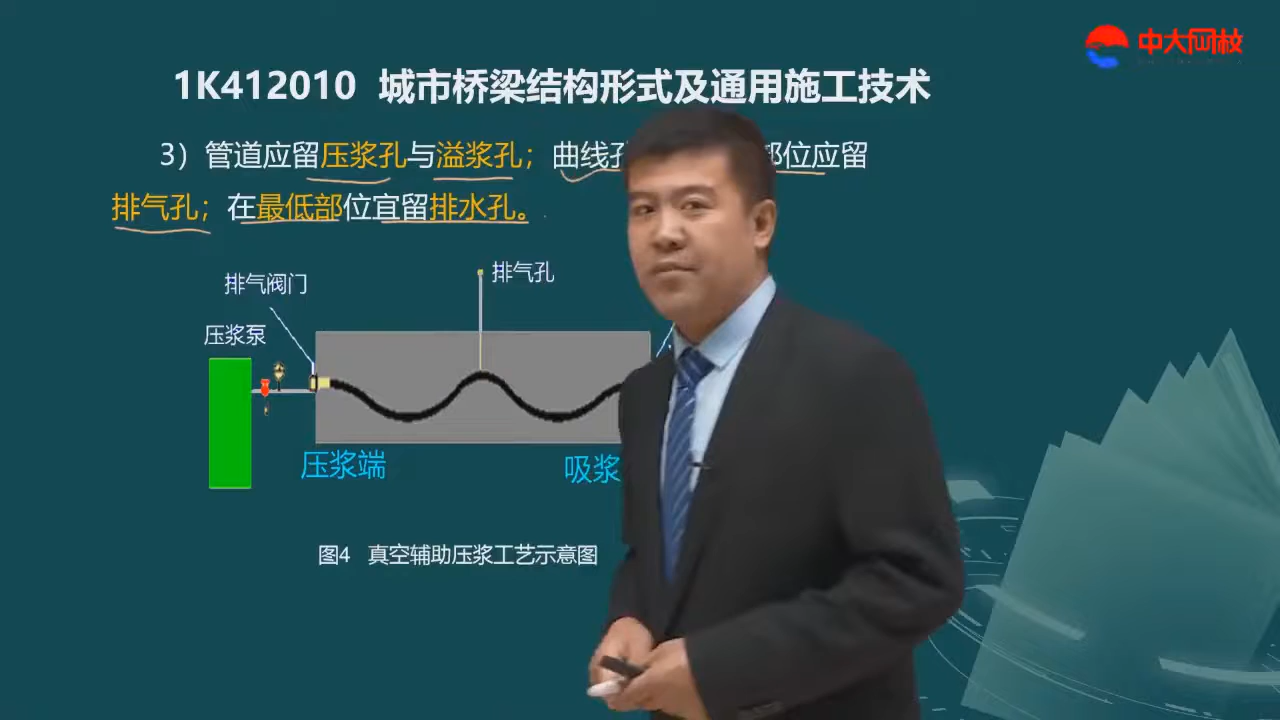 中大网校
1K412010 城市桥梁结构形式及通用施工技术
3）管道应留压浆孔与溢浆孔；曲线孔 部位应留
排气孔；在最低部位宜留排水孔。
排气孔
排气阀门
压浆泵
压浆端 吸浆
图4 真空辅助压浆工艺示意图